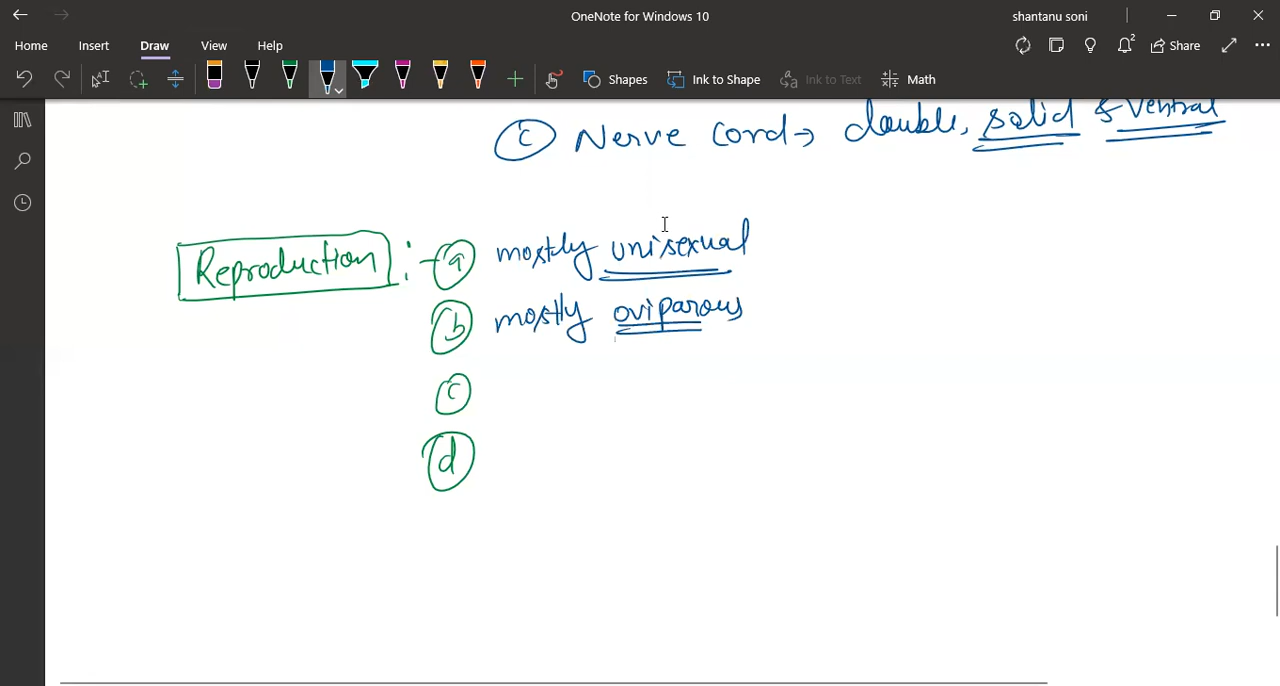 OneNote for Windows 10
shantanu soni
Home Insert Draw View Help
Share
Shapes Ink to Shape Ink to Text Math
c Nerve Cord → double, solid & ventral
Reproduction :- a mostly unisexual
b mostly oviparous
c
d